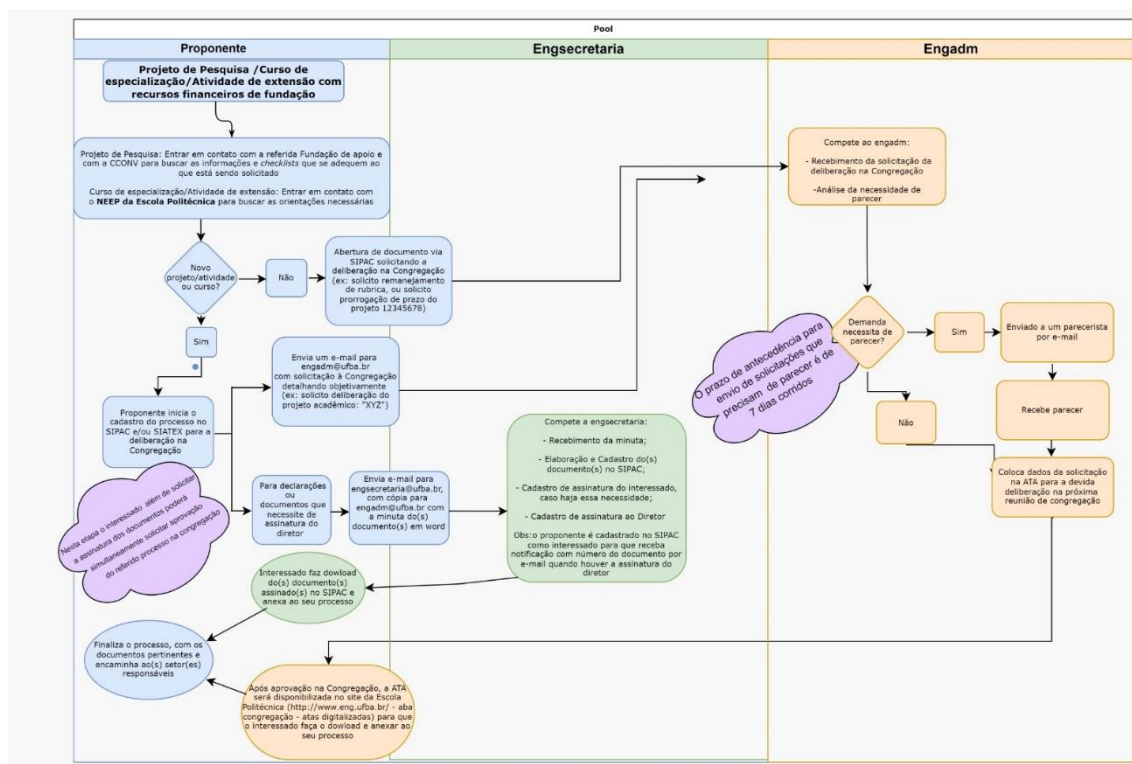 Pool
Proponente
Engsecretaria
Engadm
Projeto de Pesquisa /Curso de
especialização/Atividade de extensão com
recursos financeiros de fundação
Projeto de Pesquisa: Entrar em contato com a referida Fundação de apoio e
com a CCONV para buscar as informações e checklists que se adequem ao
que está sendo solicitado
Curso de especialização/Atividade de extensão: Entrar em contato com
o NEEP da Escola Politécnica para buscar as orientações necessárias
Novo
projeto/atividade
ou curso?
Não
Abertura de documento via
SIPAC solicitando a
deliberação na Congregação
(ex: solicito remanejamento de
rubrica, ou solicito
prorrogação de prazo do
projeto 12345678)
Sim
Proponente inicia o
cadastro do processo no
SIPAC e/ou SIATEX para a
deliberação na
Congregação
Envia um e-mail para
engadm@ufba.br
com solicitação à Congregação
detalhando objetivamente
(ex: solicito deliberação do
projeto acadêmico: "XYZ")
Nesta etapa o interessado além de solicitar
a assinatura dos documentos poderá
simultaneamente solicitar aprovação
do referido processo na congregação
Para declarações
ou
documentos que
necessite de
assinatura do
diretor
Envia e-mail para
engsecretaria@ufba.br,
com cópia para
engadm@ufba.br com
a minuta do(s)
documento(s) em word
Compete a engsecretaria:
- Recebimento da minuta;
- Elaboração e Cadastro do(s)
documento(s) no SIPAC;
- Cadastro de assinatura do interessado,
caso haja essa necessidade;
- Cadastro de assinatura ao Diretor
Obs:o proponente é cadastrado no SIPAC
como interessado para que receba
notificação com número do documento por
e-mail quando houver a assinatura do
diretor
Interessado faz dowload
do(s) documento(s)
assinado(s) no SIPAC e
anexa ao seu processo
Finaliza o processo, com os
documentos pertinentes e
encaminha ao(s) setor(es)
responsáveis
Após aprovação na Congregação, a ATA
será disponibilizada no site da Escola
Politécnica (http://www.eng.ufba.br/ - aba
congregação - atas digitalizadas) para que
o interessado faça o dowload e anexar ao
seu processo
Compete ao engadm:
- Recebimento da solicitação da
deliberação na Congregação
-Análise da necessidade de
parecer
Demanda
necessita de
parecer?
Sim
Enviado a um parecerista
por e-mail
O prazo de antecedência para
envio de solicitações que
precisam de parecer é de
7 dias corridos
Não
Recebe parecer
Coloca dados da solicitação
na ATA para a devida
deliberação na próxima
reunião de congregação